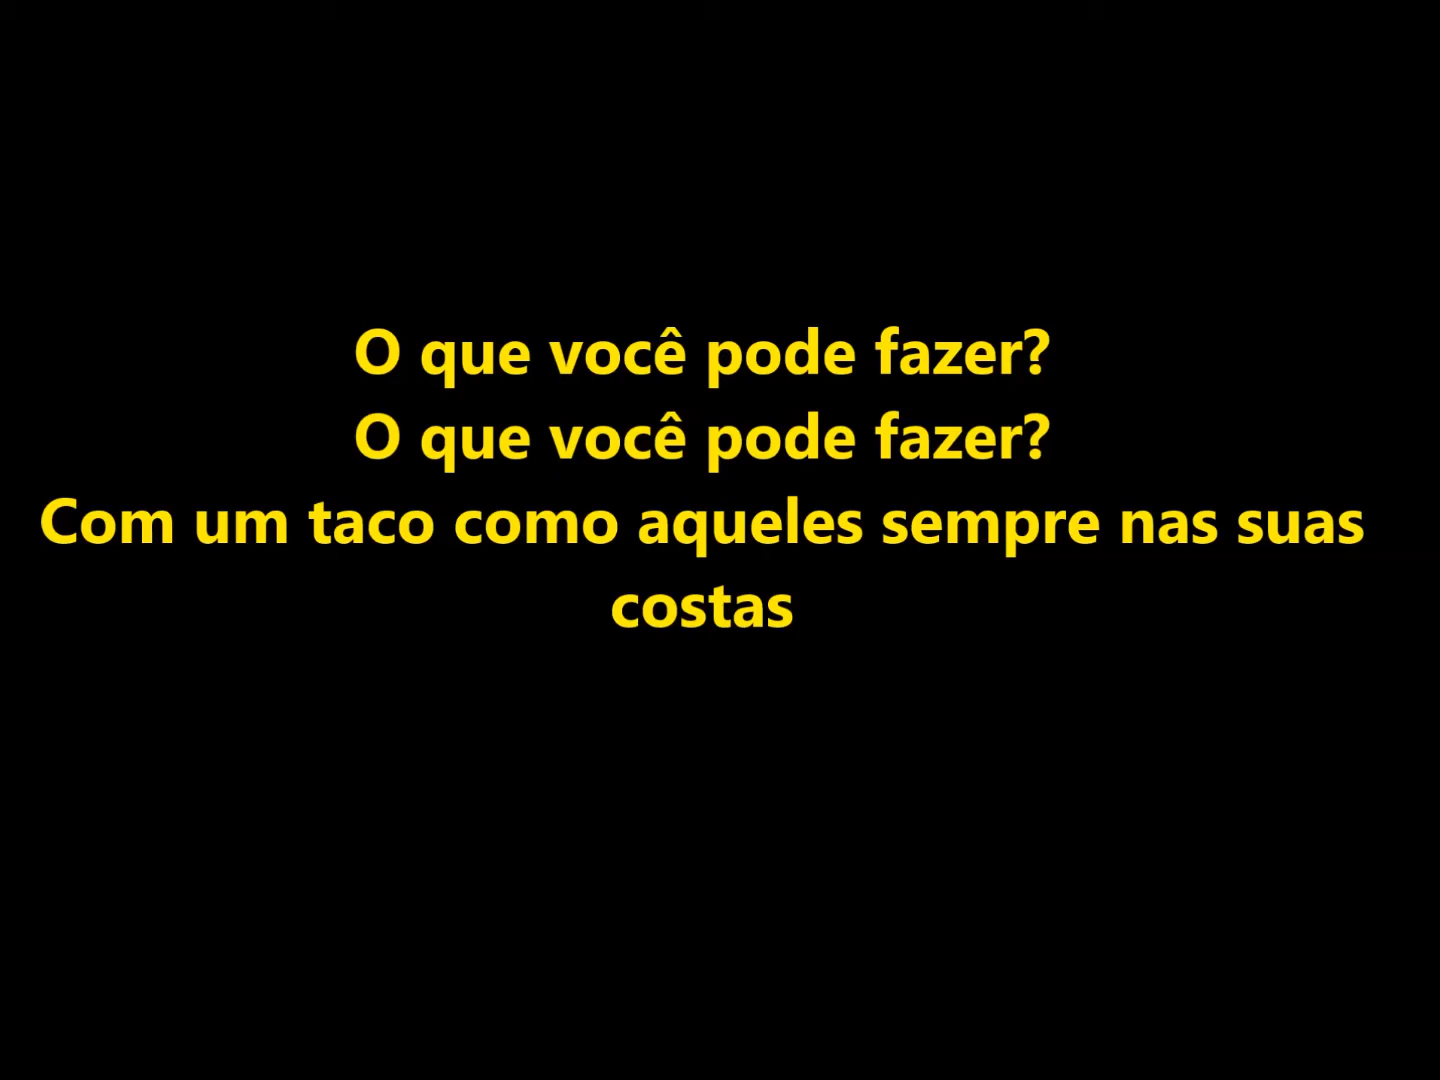 O que você pode fazer?
O que você pode fazer?
Com um taco como aqueles sempre nas suas
costas